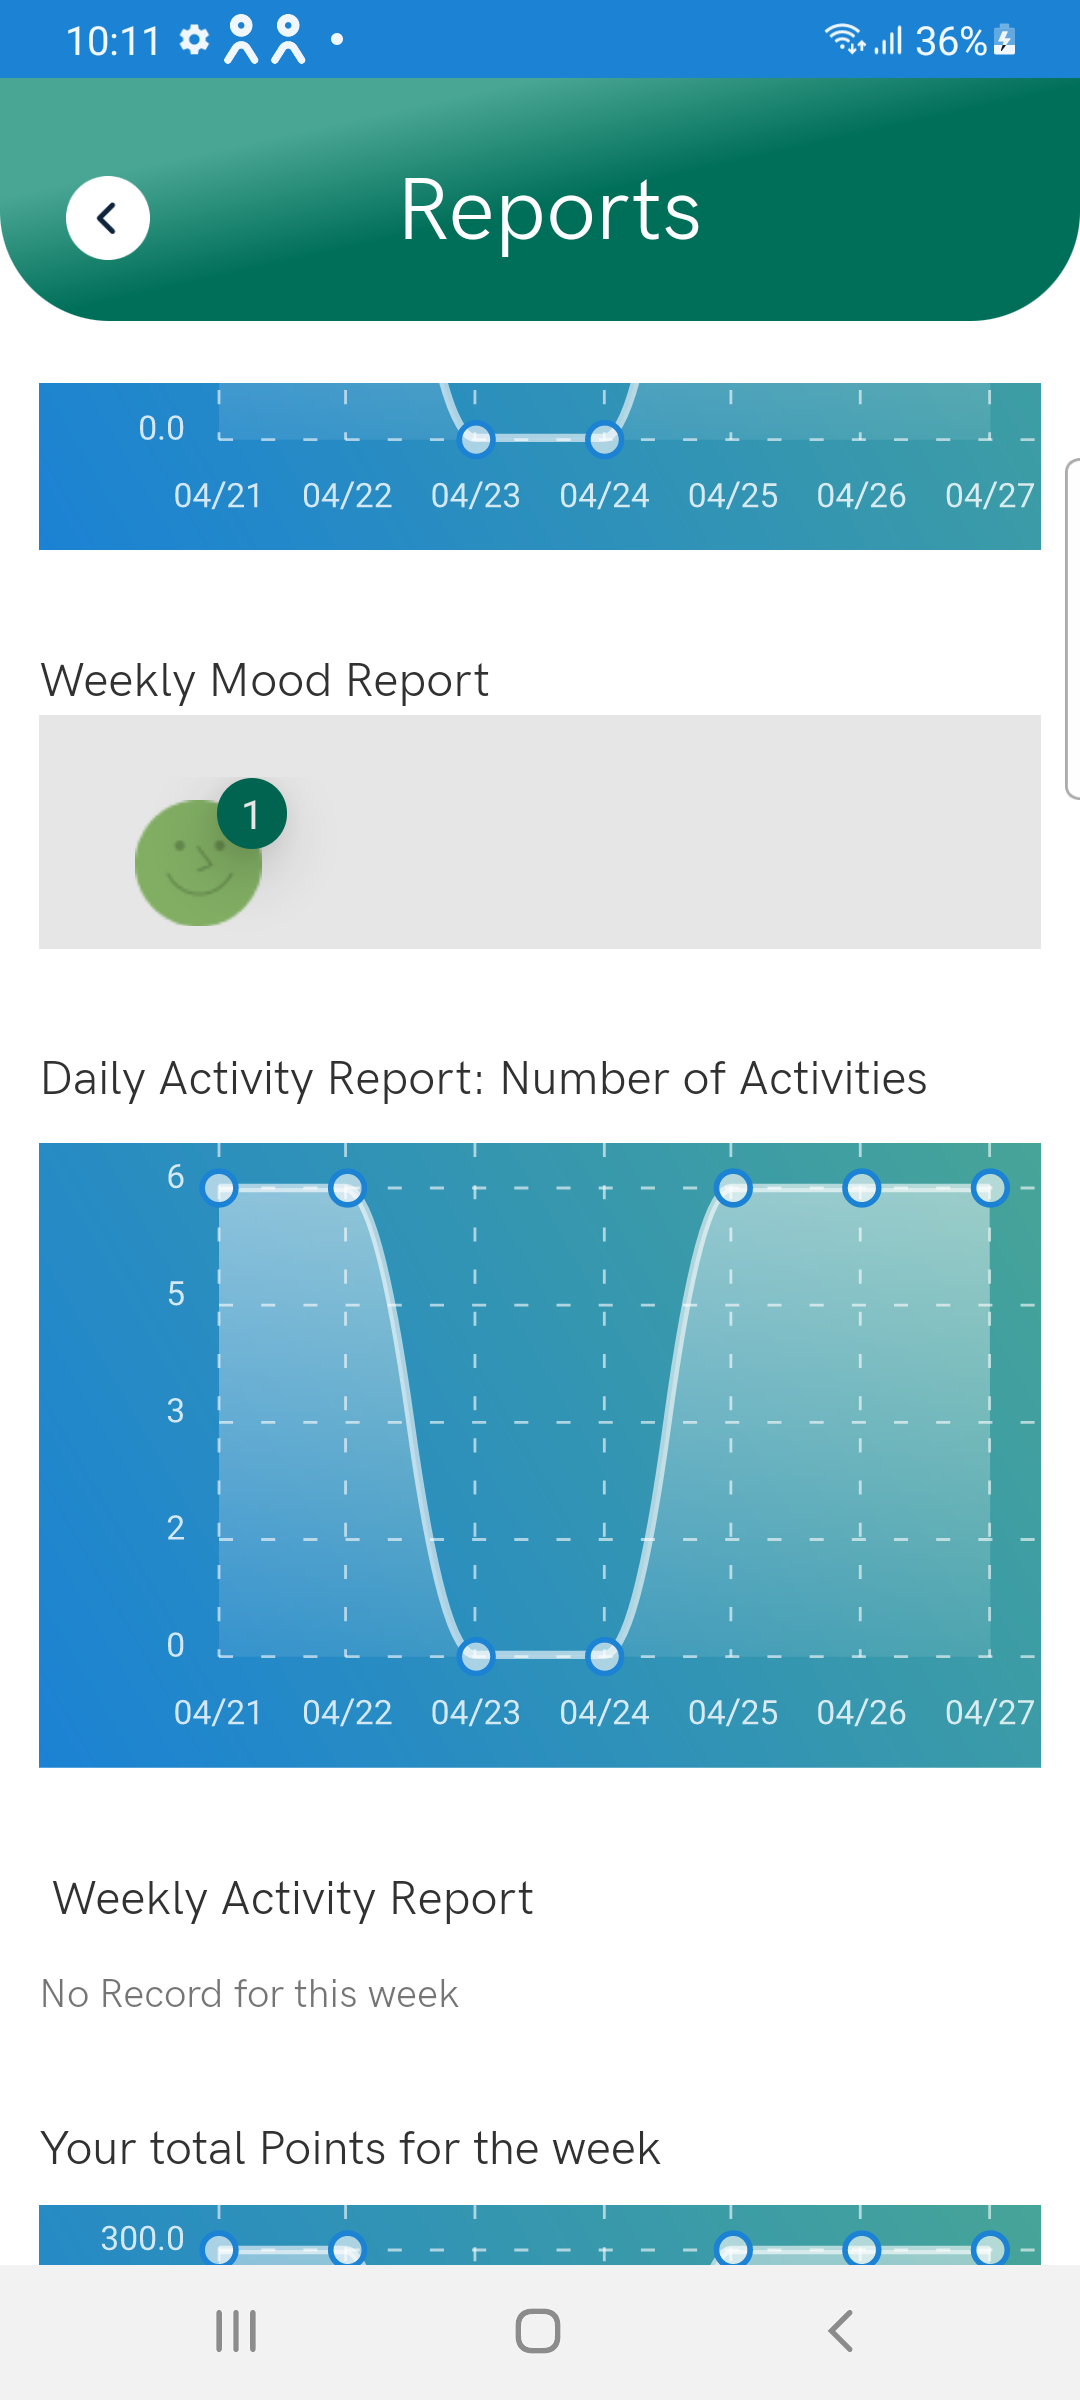 10:11 36%
Reports
0.0
04/21 04/22 04/23 04/24 04/25 04/26 04/27
Weekly Mood Report
1
Daily Activity Report: Number of Activities
6
5
3
2
0
04/21 04/22 04/23 04/24 04/25 04/26 04/27
Weekly Activity Report
No Record for this week
Your total Points for the week
300.0